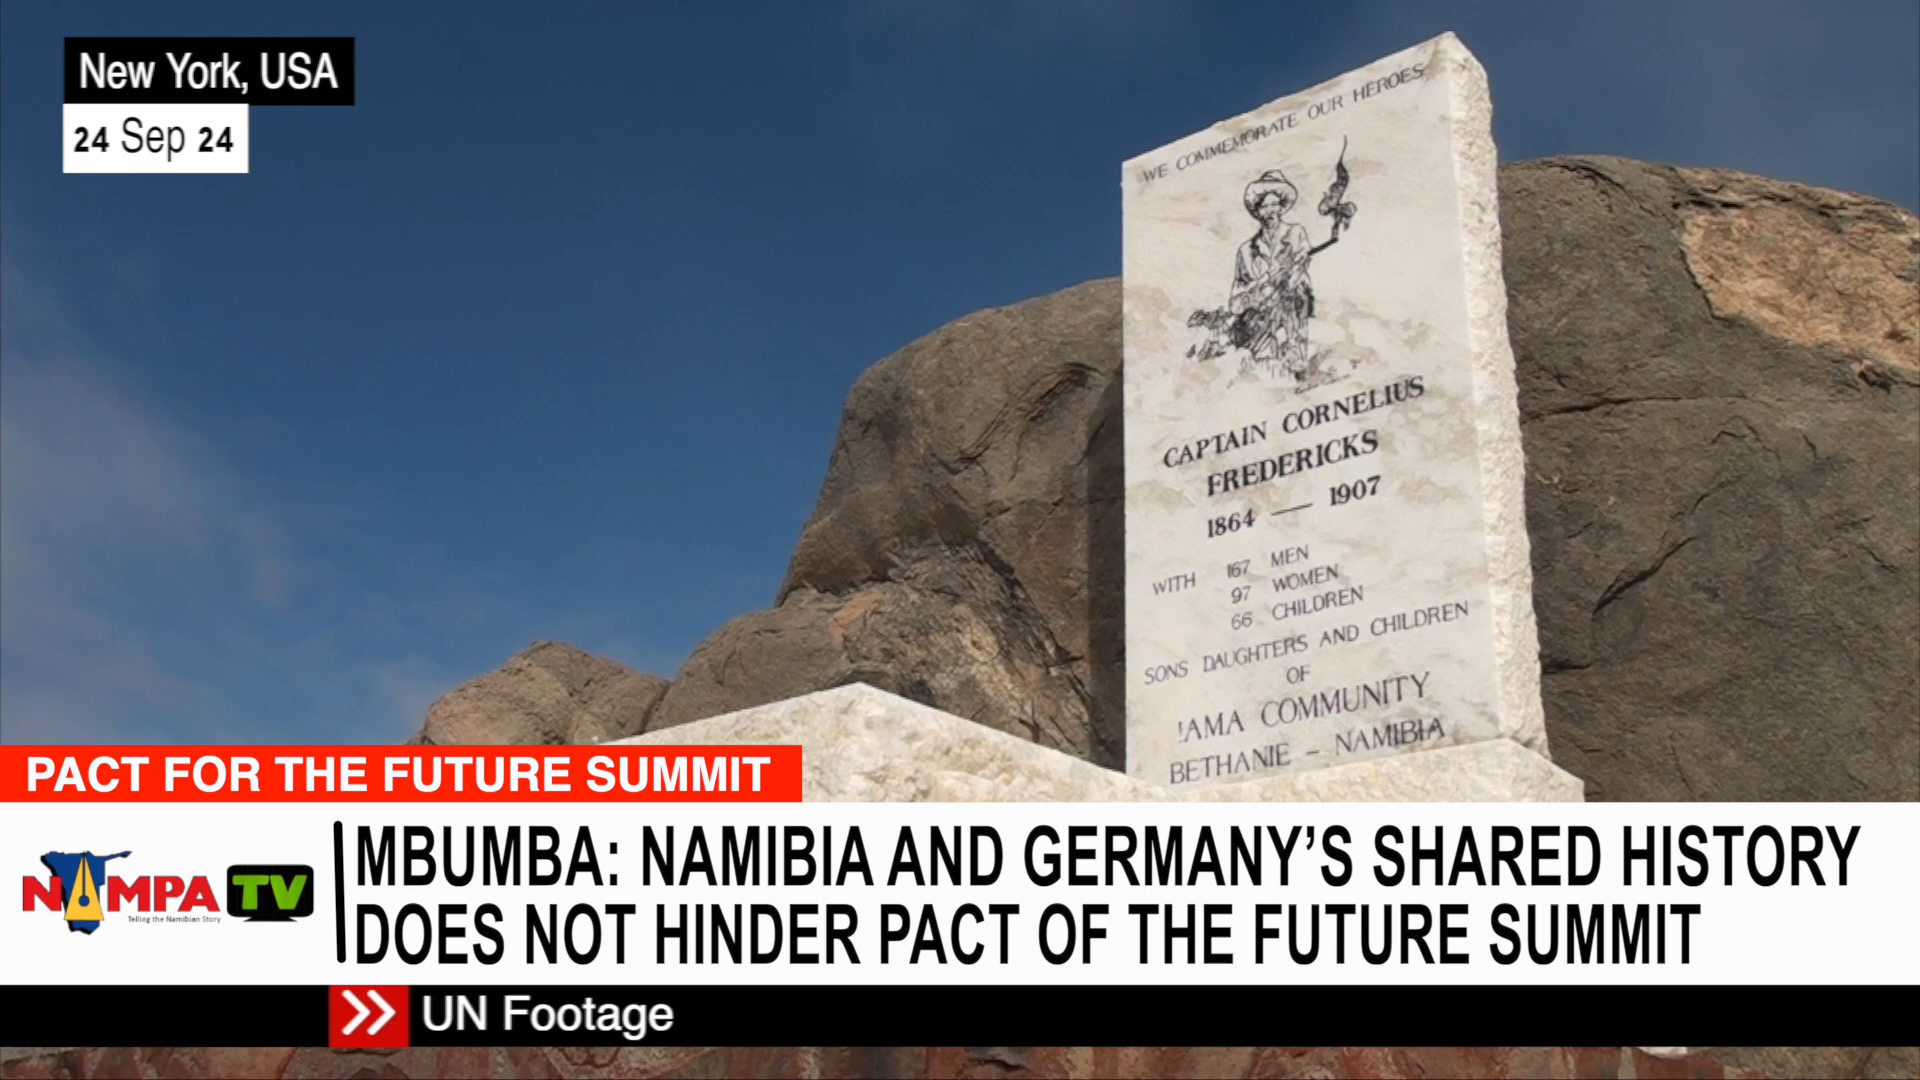 New York, USA
24 Sep 24
WE COMMEMORATE OUR HEROES
CAPTAIN CORNELIUS
FREDERICKS
1864 — 1907
WITH 167 MEN
97 WOMEN
66 CHILDREN
SONS DAUGHTERS AND CHILDREN
OF
!AMA COMMUNITY
BETHANIE – NAMIBIA
PACT FOR THE FUTURE SUMMIT
NAMPA TV
Telling the Namibian Story
MBUMBA: NAMIBIA AND GERMANY'S SHARED HISTORY
DOES NOT HINDER PACT OF THE FUTURE SUMMIT
UN Footage